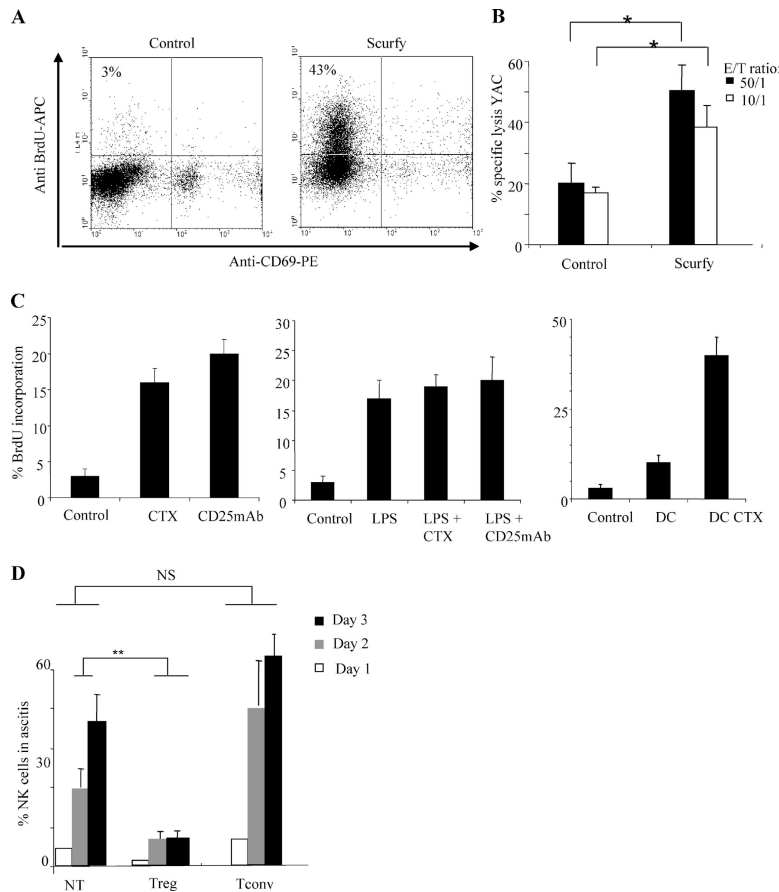 A
Control
Scurfy
3%
43%
Anti BrdU-APC
Anti-CD69-PE
B
E/T ratio:
50/1
10/1
*
*
% specific lysis YAC
60
40
20
0
Control
Scurfy
C
% BrdU incorporation
25
20
15
10
5
0
Control
CTX
CD25mAb
30
25
20
15
10
5
0
Control
LPS
LPS +
CTX
LPS +
CD25mAb
50
25
0
Control
DC
DC CTX
D
NS
**
Day 3
Day 2
Day 1
% NK cells in ascitis
60
30
0
NT
Treg
Tconv